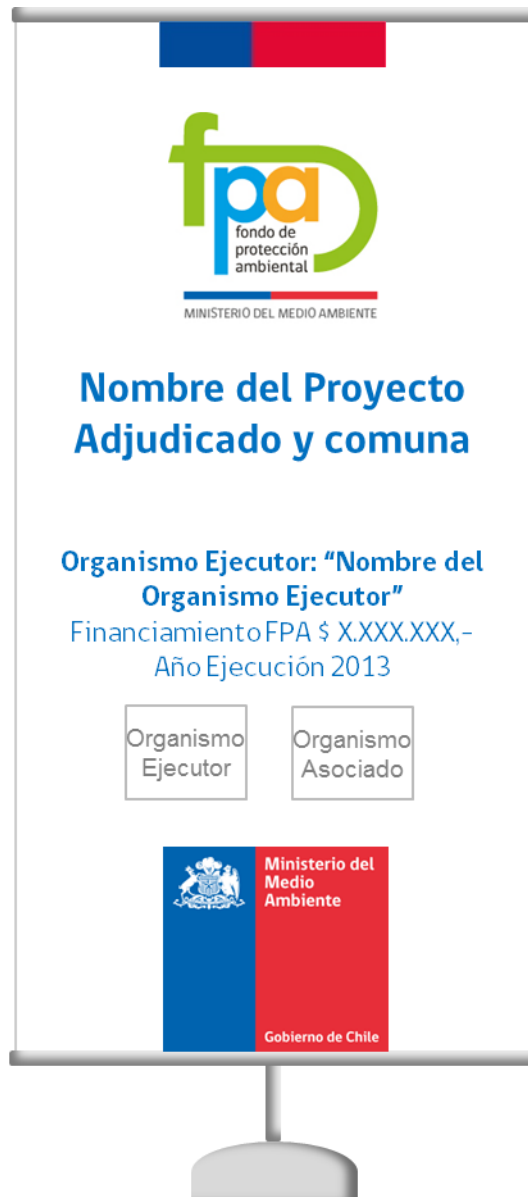 fpa
fondo de
protección
ambiental
MINISTERIO DEL MEDIO AMBIENTE
Nombre del Proyecto
Adjudicado y comuna
Organismo Ejecutor: “Nombre del
Organismo Ejecutor”
Financiamiento FPA $ X.XXX.XXX,-
Año Ejecución 2013
Organismo
Ejecutor
Organismo
Asociado
Ministerio del
Medio
Ambiente
Gobierno de Chile